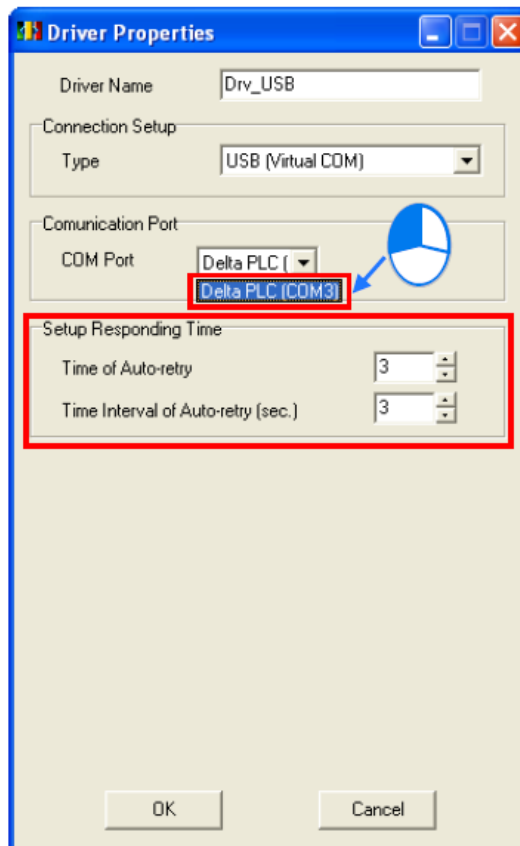 Driver Properties
Driver Name Drv_USB
Connection Setup
Type USB (Virtual COM)
Comunication Port
COM Port Delta PLC (
Delta PLC (COM3)
Setup Responding Time
Time of Auto-retry 3
Time Interval of Auto-retry (sec.) 3
OK Cancel